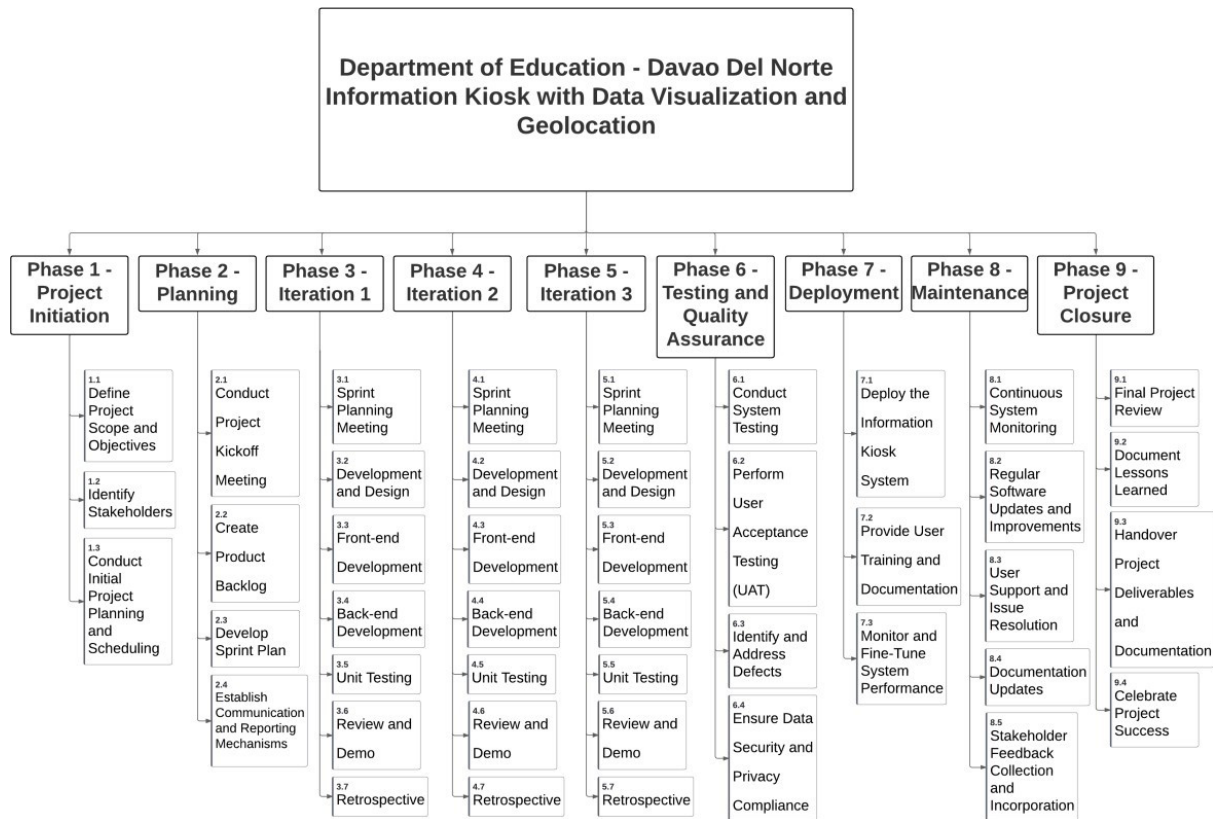 Department of Education - Davao Del Norte
Information Kiosk with Data Visualization and
Geolocation
Phase 1 -
Project
Initiation
1.1
Define
Project
Scope and
Objectives
1.2
Identify
Stakeholders
1.3
Conduct
Initial
Project
Planning
and
Scheduling
Phase 2 -
Planning
2.1
Conduct
Project
Kickoff
Meeting
2.2
Create
Product
Backlog
2.3
Develop
Sprint Plan
2.4
Establish
Communication
and Reporting
Mechanisms
Phase 3 -
Iteration 1
3.1
Sprint
Planning
Meeting
3.2
Development
and Design
3.3
Front-end
Development
3.4
Back-end
Development
3.5
Unit Testing
3.6
Review and
Demo
3.7
Retrospective
Phase 4 -
Iteration 2
4.1
Sprint
Planning
Meeting
4.2
Development
and Design
4.3
Front-end
Development
4.4
Back-end
Development
4.5
Unit Testing
4.6
Review and
Demo
4.7
Retrospective
Phase 5 -
Iteration 3
5.1
Sprint
Planning
Meeting
5.2
Development
and Design
5.3
Front-end
Development
5.4
Back-end
Development
5.5
Unit Testing
5.6
Review and
Demo
5.7
Retrospective
Phase 6 -
Testing and
Quality
Assurance
6.1
Conduct
System
Testing
6.2
Perform
User
Acceptance
Testing
(UAT)
6.3
Identify and
Address
Defects
6.4
Ensure Data
Security and
Privacy
Compliance
Phase 7 -
Deployment
7.1
Deploy the
Information
Kiosk
System
7.2
Provide User
Training and
Documentation
7.3
Monitor and
Fine-Tune
System
Performance
Phase 8 -
Maintenance
8.1
Continuous
System
Monitoring
8.2
Regular
Software
Updates and
Improvements
8.3
User
Support and
Issue
Resolution
8.4
Documentation
Updates
8.5
Stakeholder
Feedback
Collection
and
Incorporation
Phase 9 -
Project
Closure
9.1
Final Project
Review
9.2
Document
Lessons
Learned
9.3
Handover
Project
Deliverables
and
Documentation
9.4
Celebrate
Project
Success